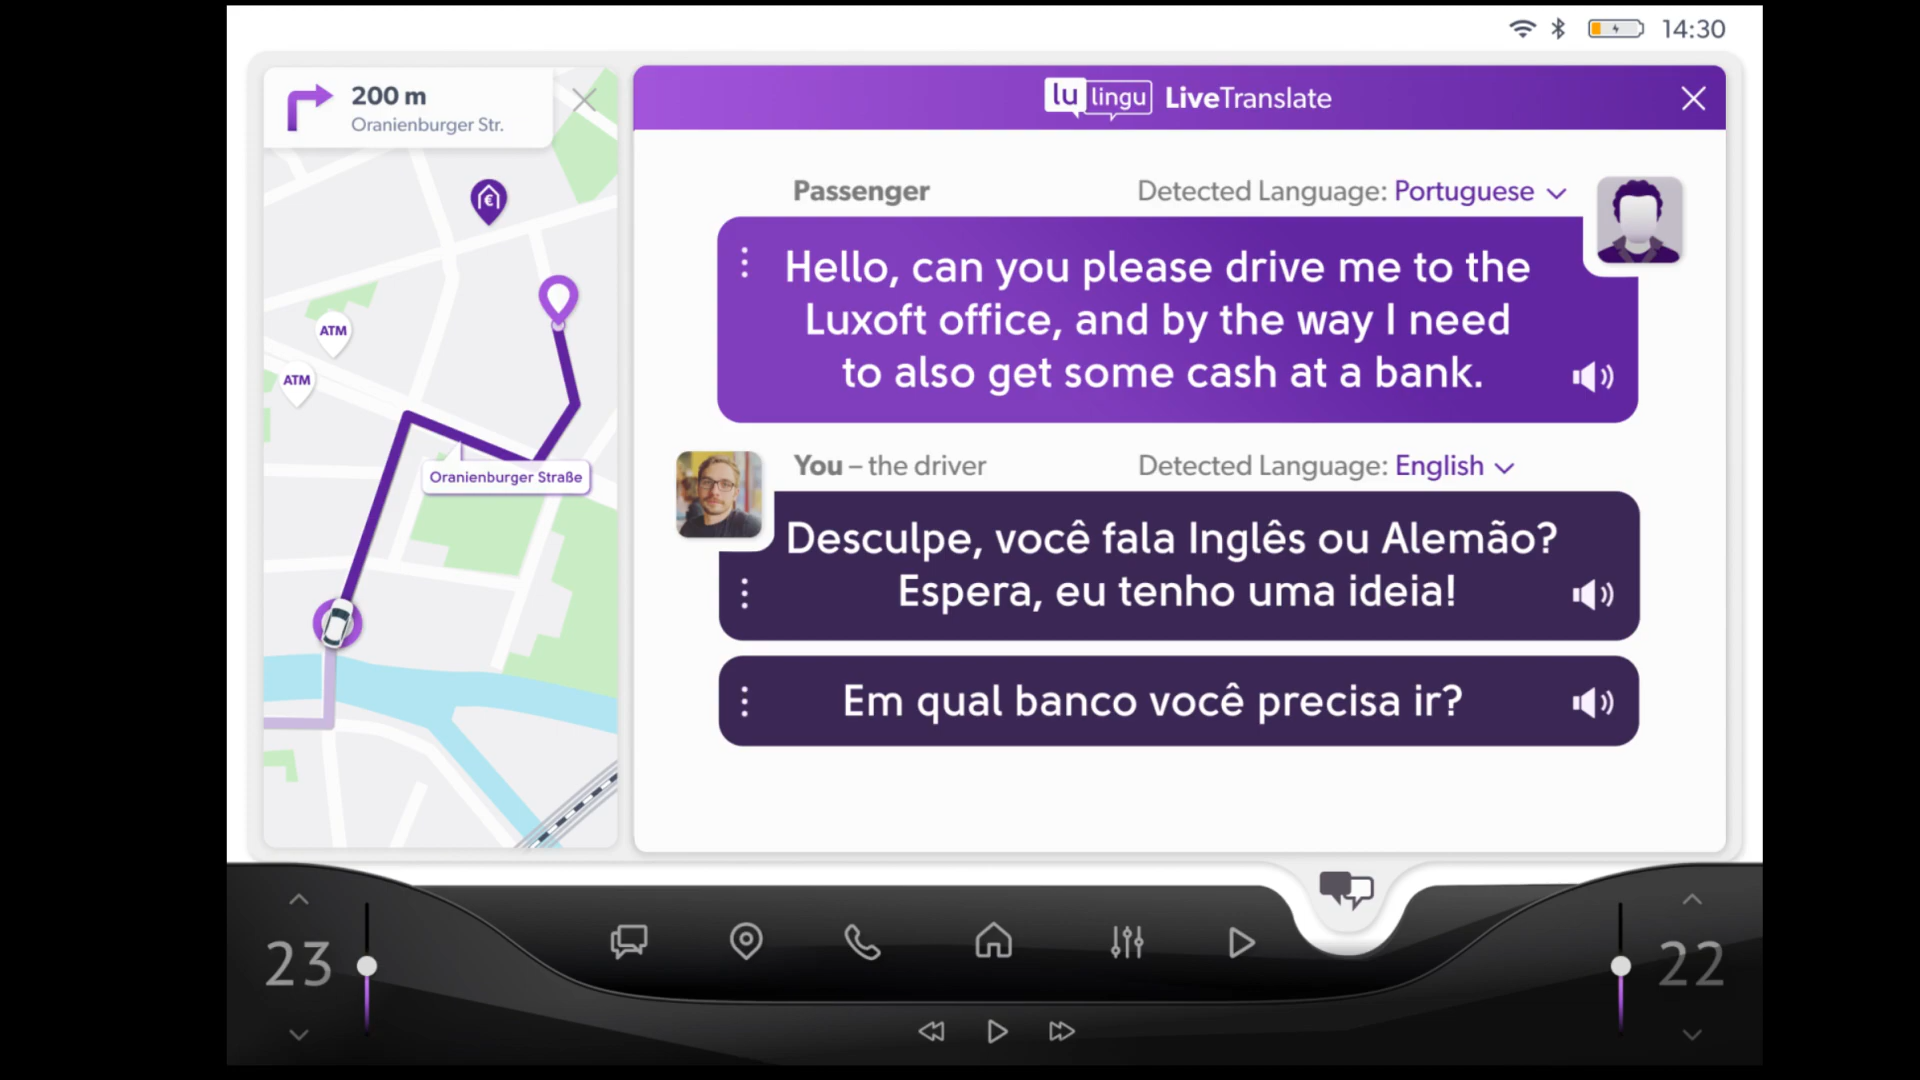 14:30
200 m
Oranienburger Str.
ATM
ATM
Oranienburger Straße
lu lingu LiveTranslate
Passenger
Detected Language: Portuguese
Hello, can you please drive me to the
Luxoft office, and by the way I need
to also get some cash at a bank.
You – the driver
Detected Language: English
Desculpe, você fala Inglês ou Alemão?
Espera, eu tenho uma ideia!
Em qual banco você precisa ir?
23
22